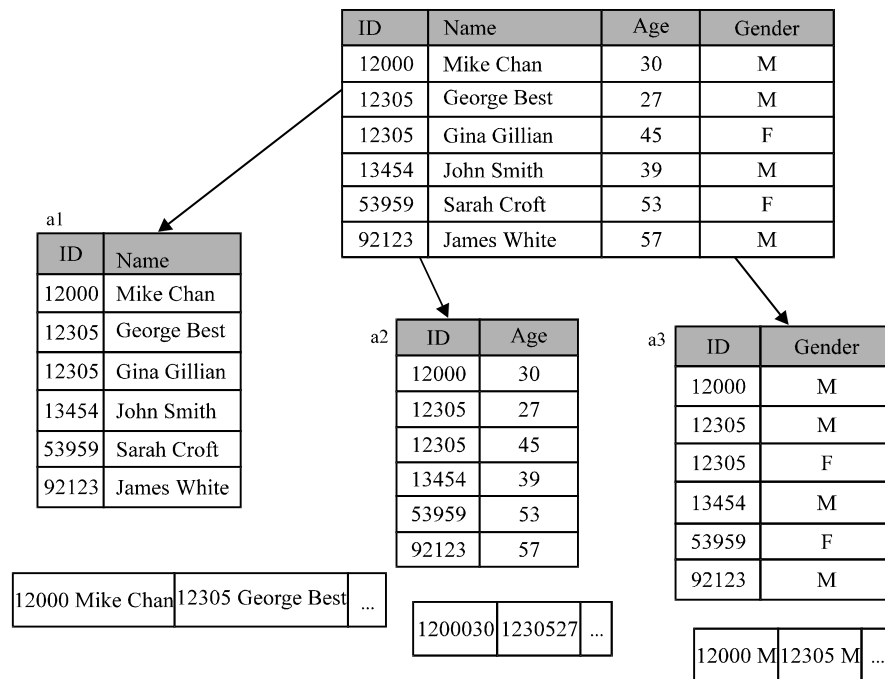 ID Name Age Gender
12000 Mike Chan 30 M
12305 George Best 27 M
12305 Gina Gillian 45 F
13454 John Smith 39 M
53959 Sarah Croft 53 F
92123 James White 57 M
a1
ID Name
12000 Mike Chan
12305 George Best
12305 Gina Gillian
13454 John Smith
53959 Sarah Croft
92123 James White
12000 Mike Chan 12305 George Best ...
a2
ID Age
12000 30
12305 27
12305 45
13454 39
53959 53
92123 57
1200030 1230527 ...
a3
ID Gender
12000 M
12305 M
12305 F
13454 M
53959 F
92123 M
12000 M 12305 M ...